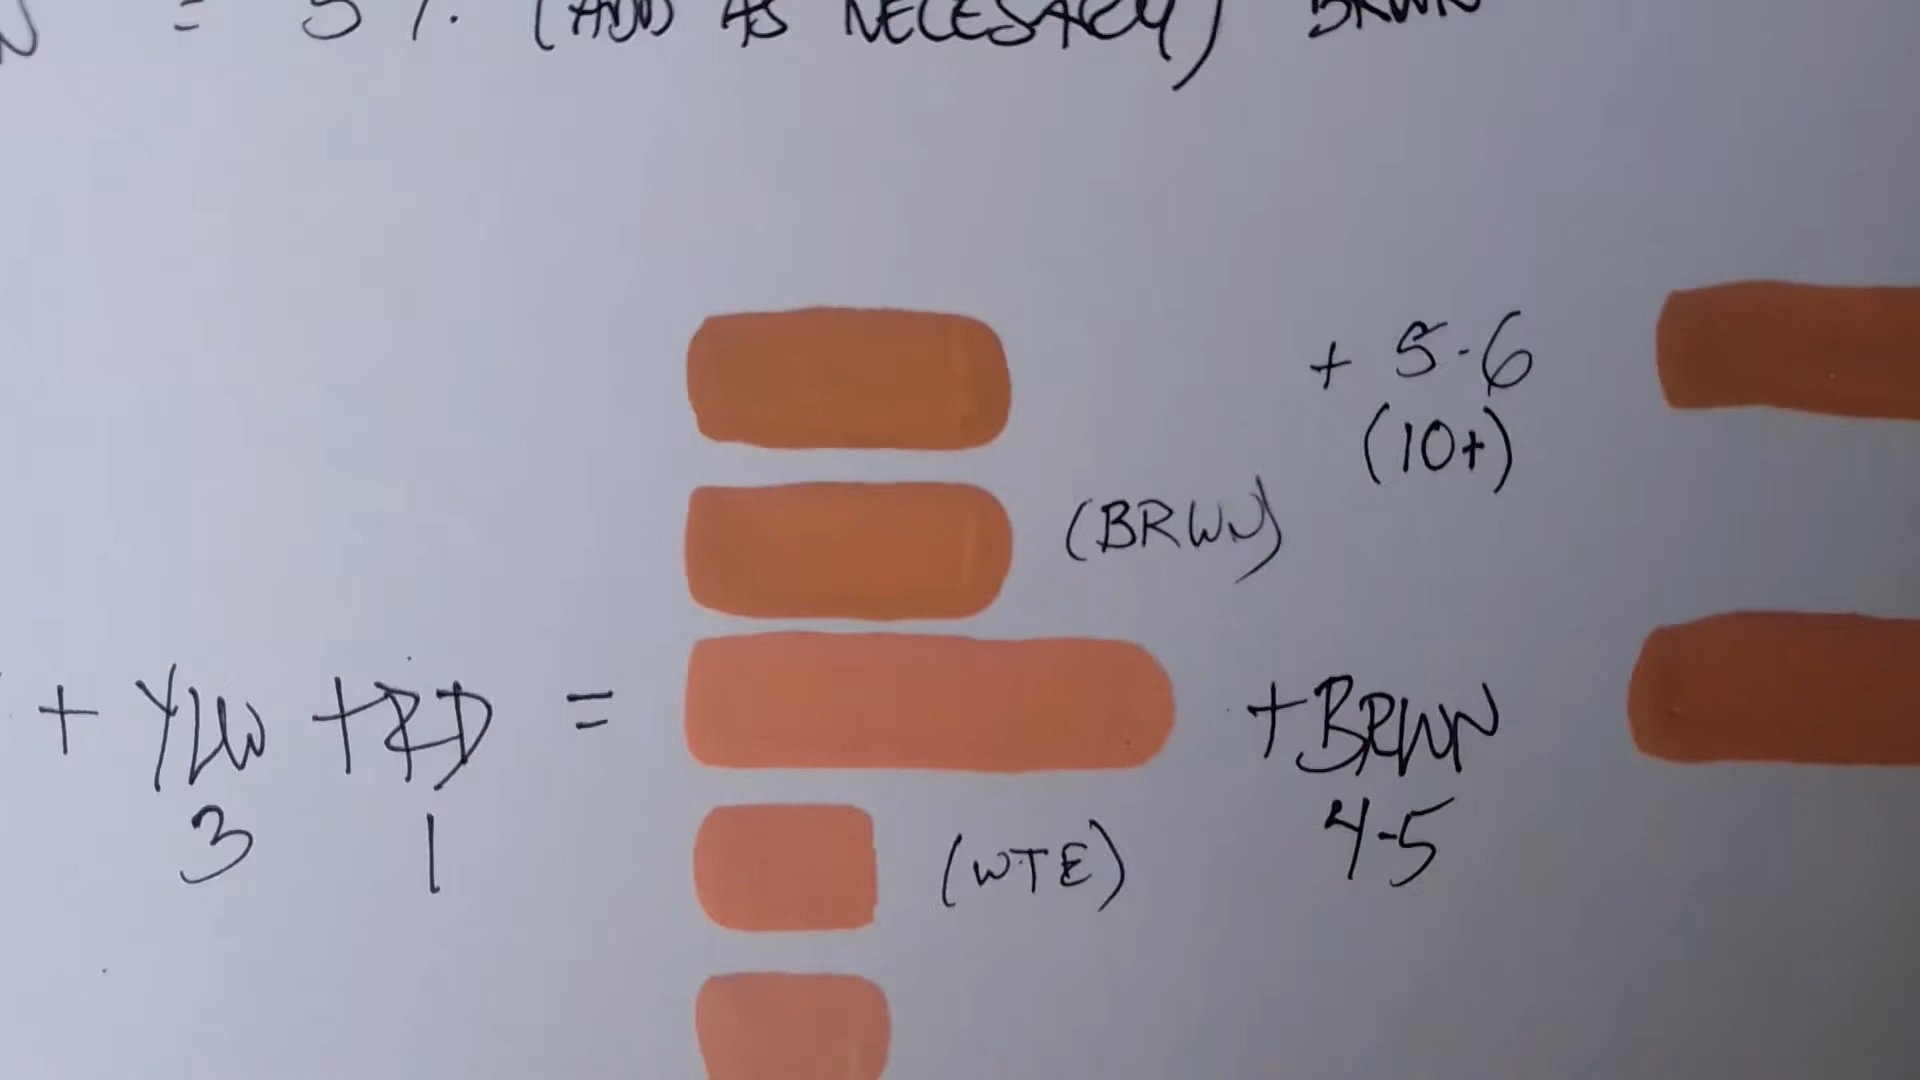 = 5%. (ADD AS NECESSARY) BRWN
+ 5-6
(10+)
(BRWN)
+ YLW + RD = + BRWN
3 1 4-5
(WTE)